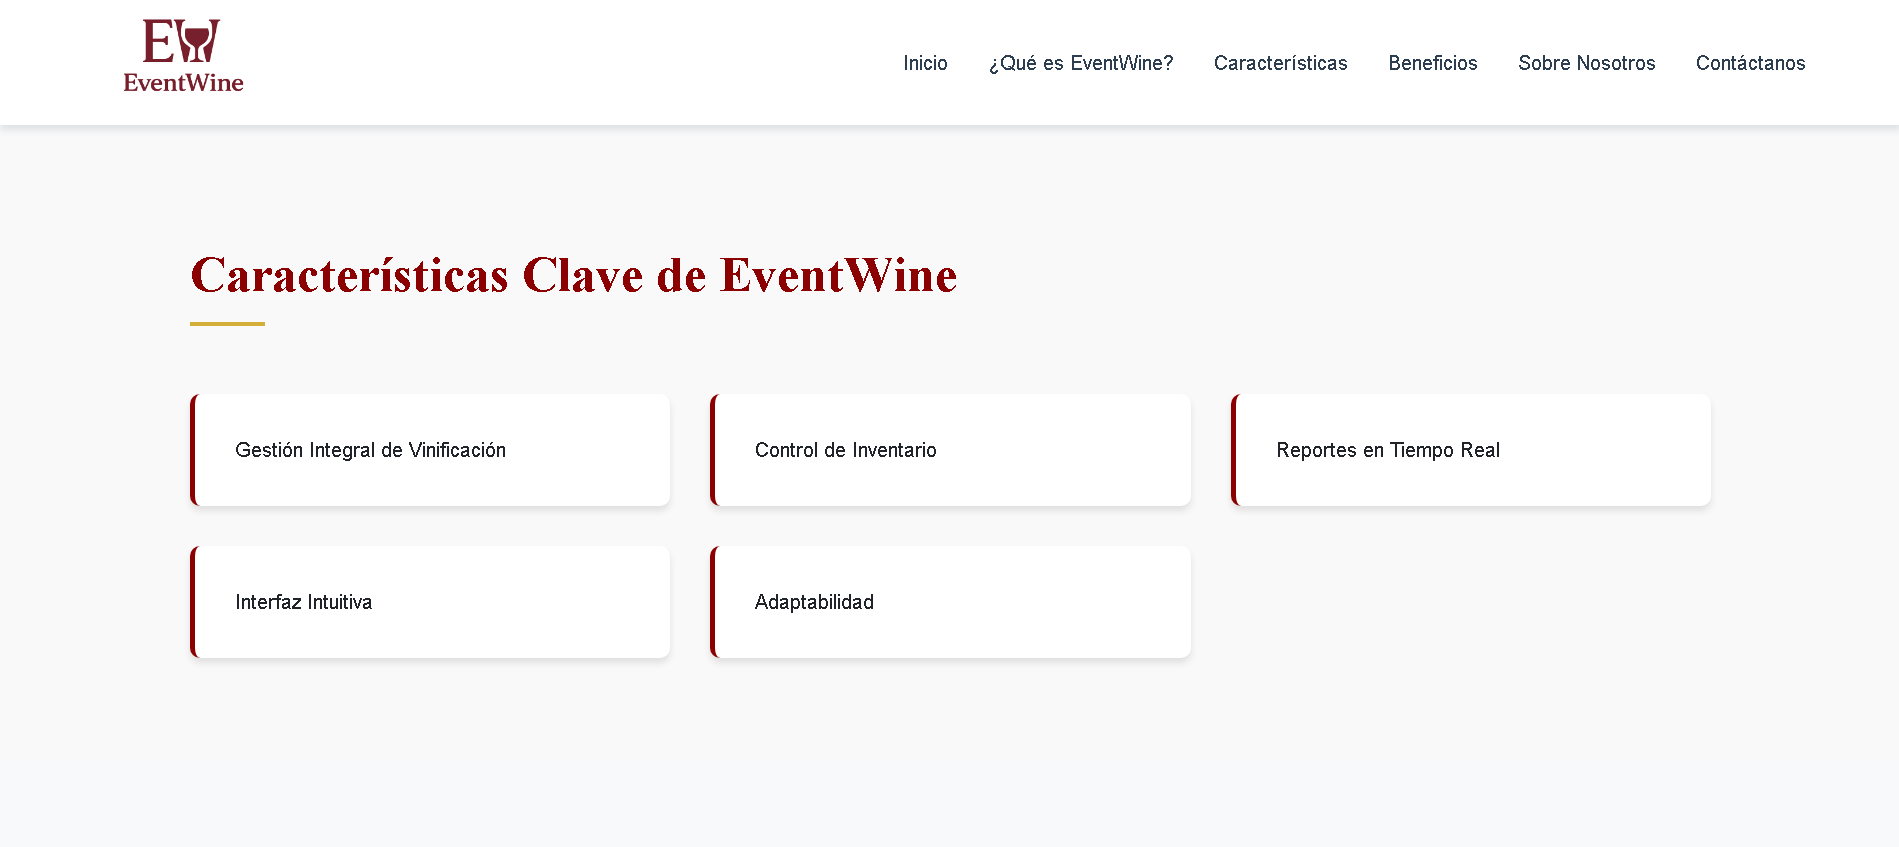 EW
EventWine
Inicio ¿Qué es EventWine? Características Beneficios Sobre Nosotros Contáctanos
Características Clave de EventWine
Gestión Integral de Vinificación
Control de Inventario
Reportes en Tiempo Real
Interfaz Intuitiva
Adaptabilidad